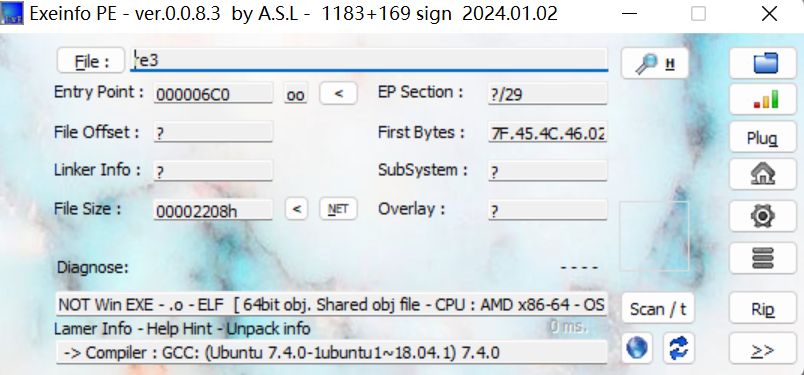 Exeinfo PE - ver.0.0.8.3 by A.S.L - 1183+169 sign 2024.01.02
File : re3 H
Entry Point : 000006C0 oo < EP Section : ?/29
File Offset : ? First Bytes : 7F.45.4C.46.02 Plug
Linker Info : ? SubSystem : ?
File Size : 00002208h < NET Overlay : ?
Diagnose: ----
NOT Win EXE - .o - ELF [ 64bit obj. Shared obj file - CPU : AMD x86-64 - OS Scan / t Rip
Lamer Info - Help Hint - Unpack info 0 ms.
-> Compiler : GCC: (Ubuntu 7.4.0-1ubuntu1~18.04.1) 7.4.0 >>